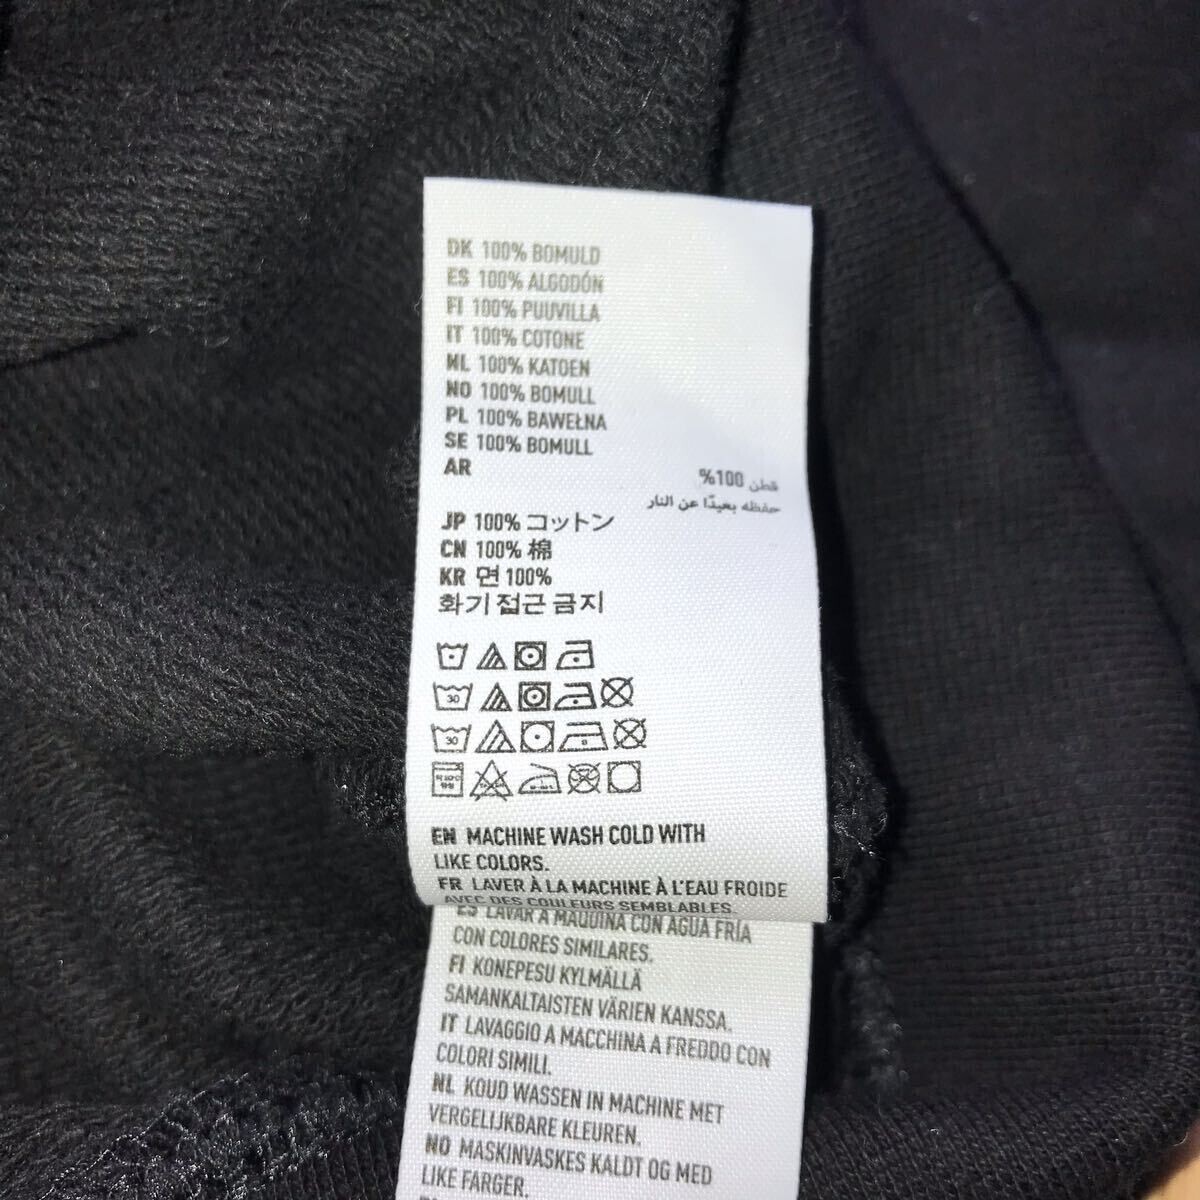 DK 100% BOMULD
ES 100% ALGODÓN
FI 100% PUUVILLA
IT 100% COTONE
NL 100% KATOEN
NO 100% BOMULL
PL 100% BAWEŁNA
SE 100% BOMULL
AR
قطن 100%
حفظه بعيدًا عن النار
JP 100% コットン
CN 100% 棉
KR 면 100%
화기 접근 금지
30
30
EN MACHINE WASH COLD WITH
LIKE COLORS.
FR LAVER À LA MACHINE À L'EAU FROIDE
AVEC DES COULEURS SEMBLABLES.
ES LAVAR A MÁQUINA CON AGUA FRÍA
CON COLORES SIMILARES.
FI KONEPESU KYLMÄLLÄ
SAMANKALTAISTEN VÄRIEN KANSSA.
IT LAVAGGIO A MACCHINA A FREDDO CON
COLORI SIMILI.
NL KOUD WASSEN IN MACHINE MET
VERGELIJKBARE KLEUREN.
NO MASKINVASKES KALDT OG MED
LIKE FARGER.